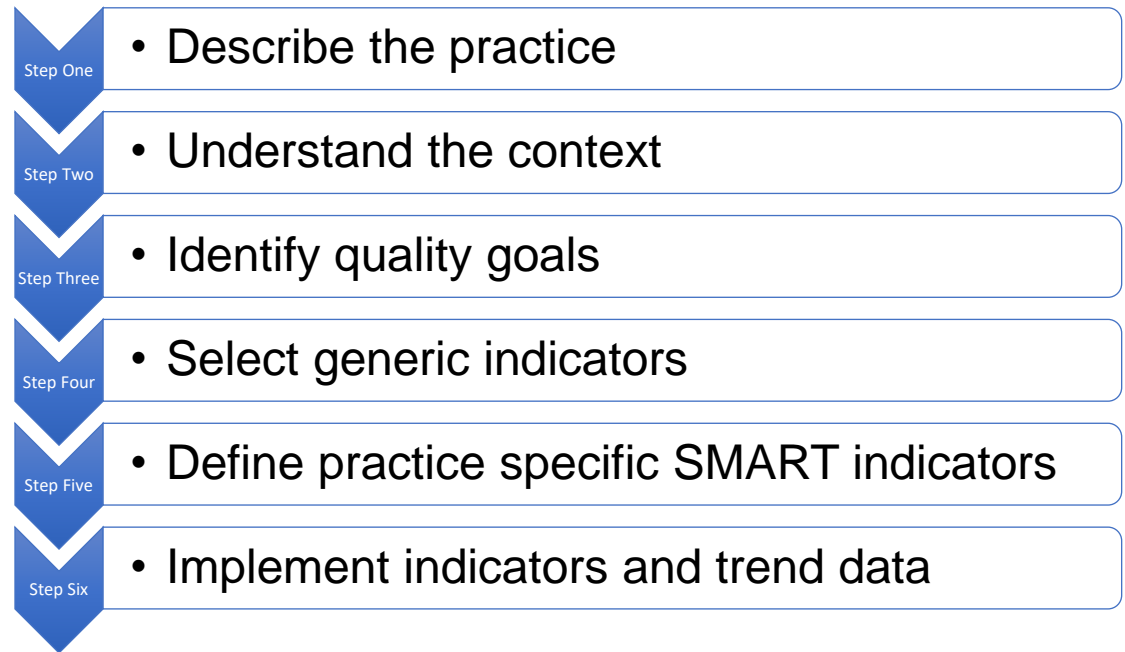 Step One
• Describe the practice
Step Two
• Understand the context
Step Three
• Identify quality goals
Step Four
• Select generic indicators
Step Five
• Define practice specific SMART indicators
Step Six
• Implement indicators and trend data